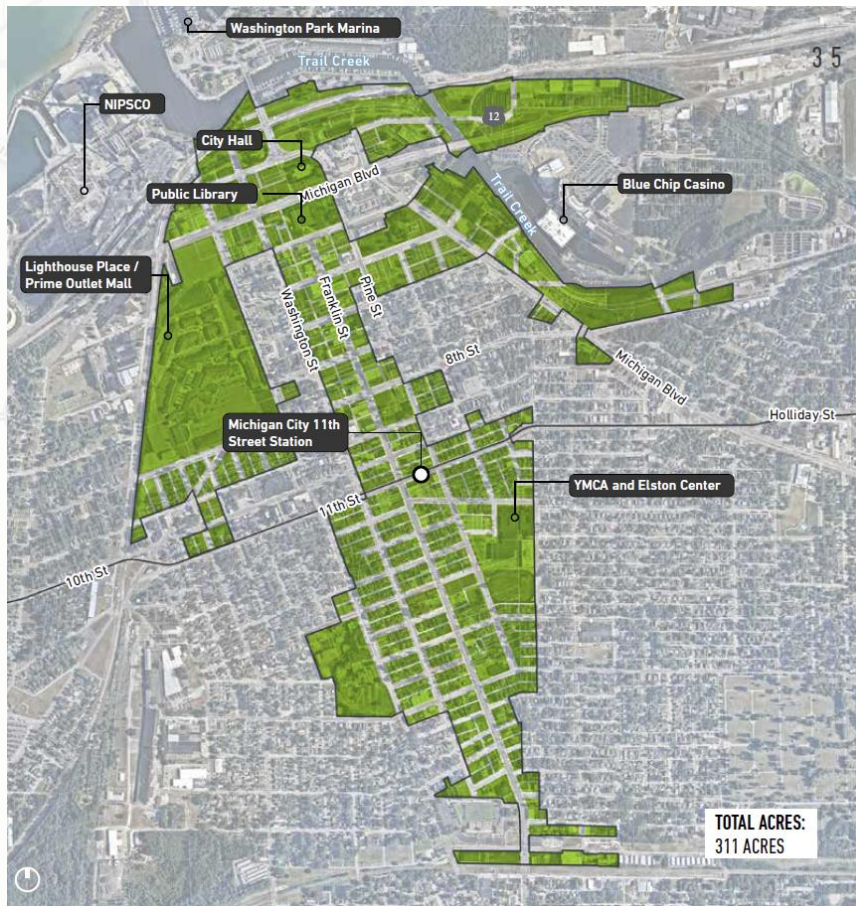 Washington Park Marina
Trail Creek
35
NIPSCO
12
City Hall
Michigan Blvd
Public Library
Trail Creek
Blue Chip Casino
Lighthouse Place /
Prime Outlet Mall
Pine St
Franklin St
Washington St
8th St
Michigan Blvd
Holliday St
Michigan City 11th
Street Station
YMCA and Elston Center
11th St
10th St
TOTAL ACRES:
311 ACRES